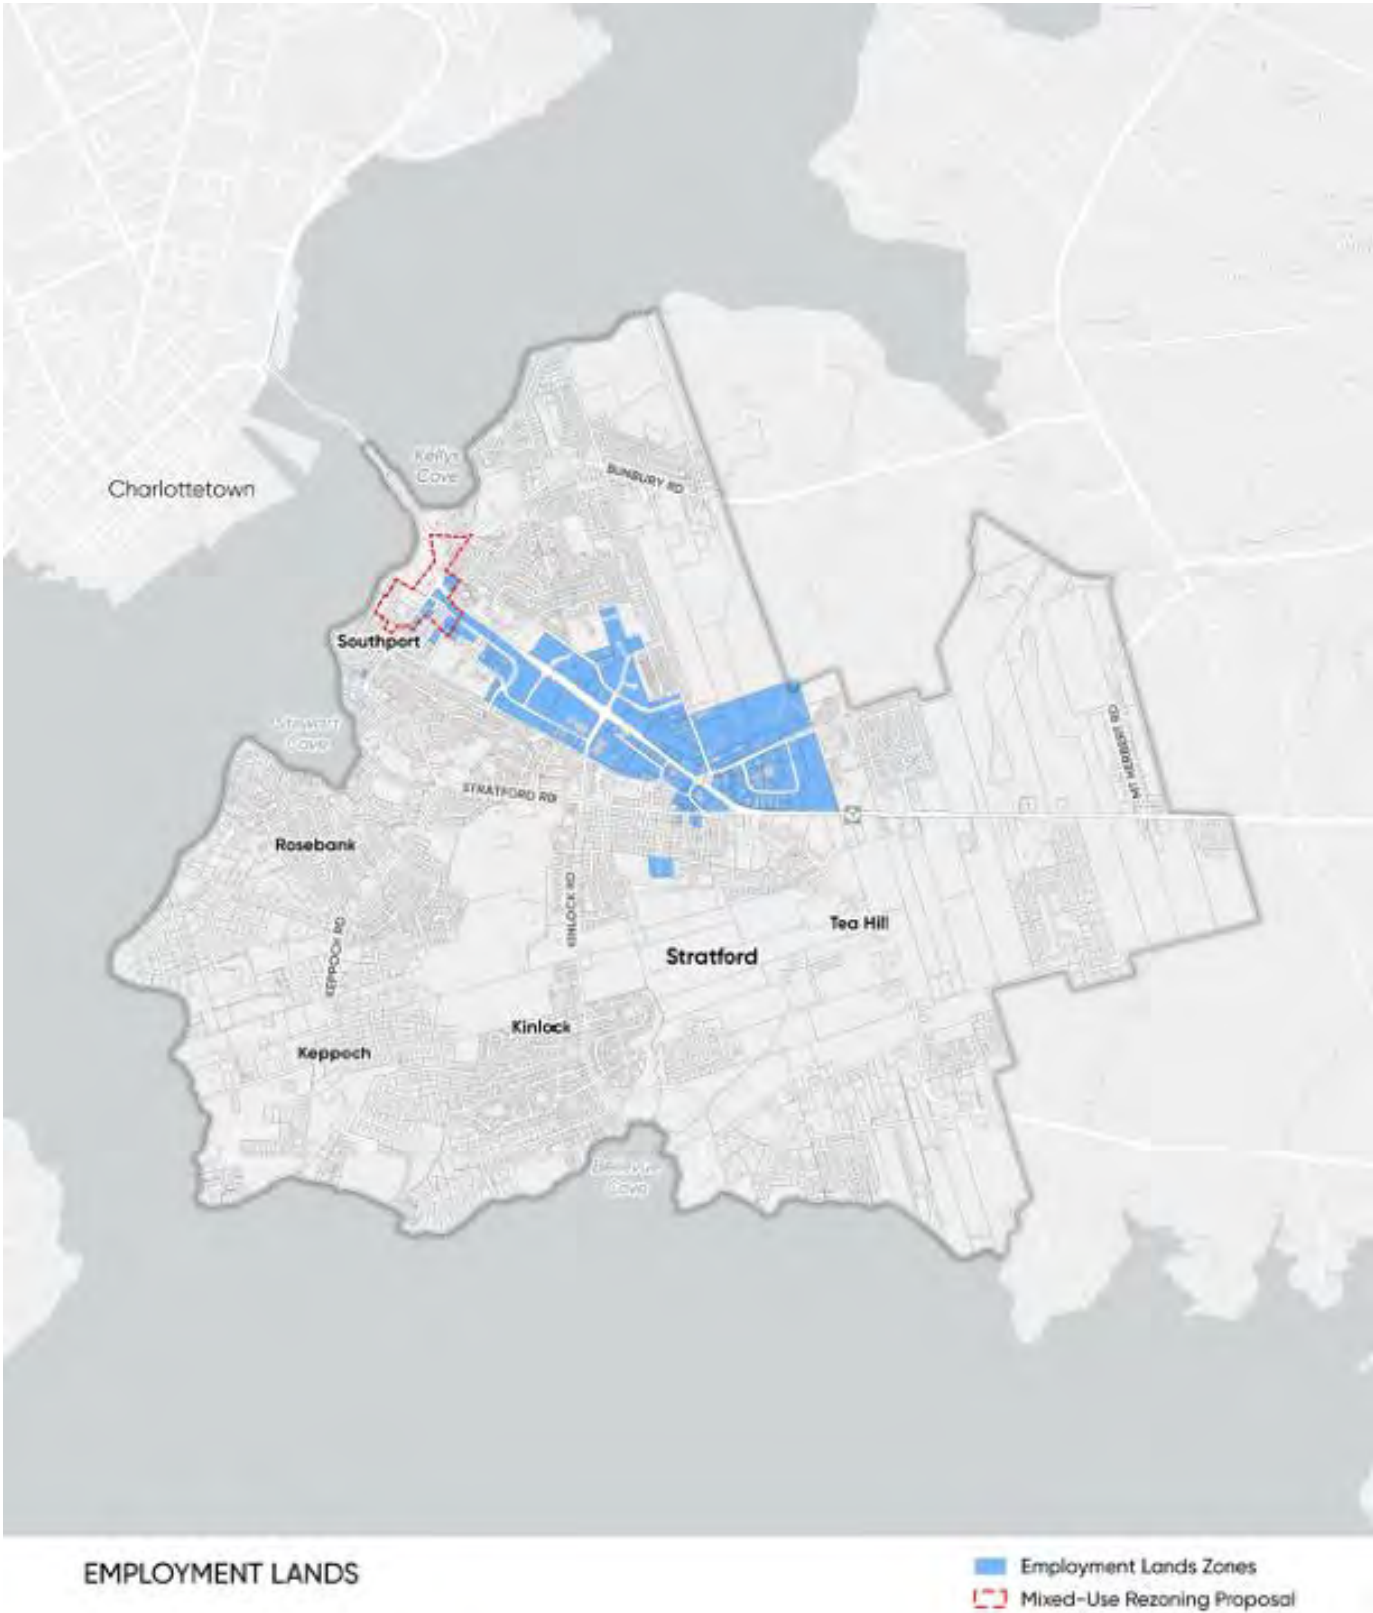 Kellys
Cove
BUNBURY RD
Charlottetown
Southport
Stewart
Cove
MT HERBERT RD
STRATFORD RD
Rosebank
KINLOCK RD
KEPPOCH RD
Tea Hill
Stratford
Kinlock
Keppoch
Cove
EMPLOYMENT LANDS
Employment Lands Zones
Mixed-Use Rezoning Proposal